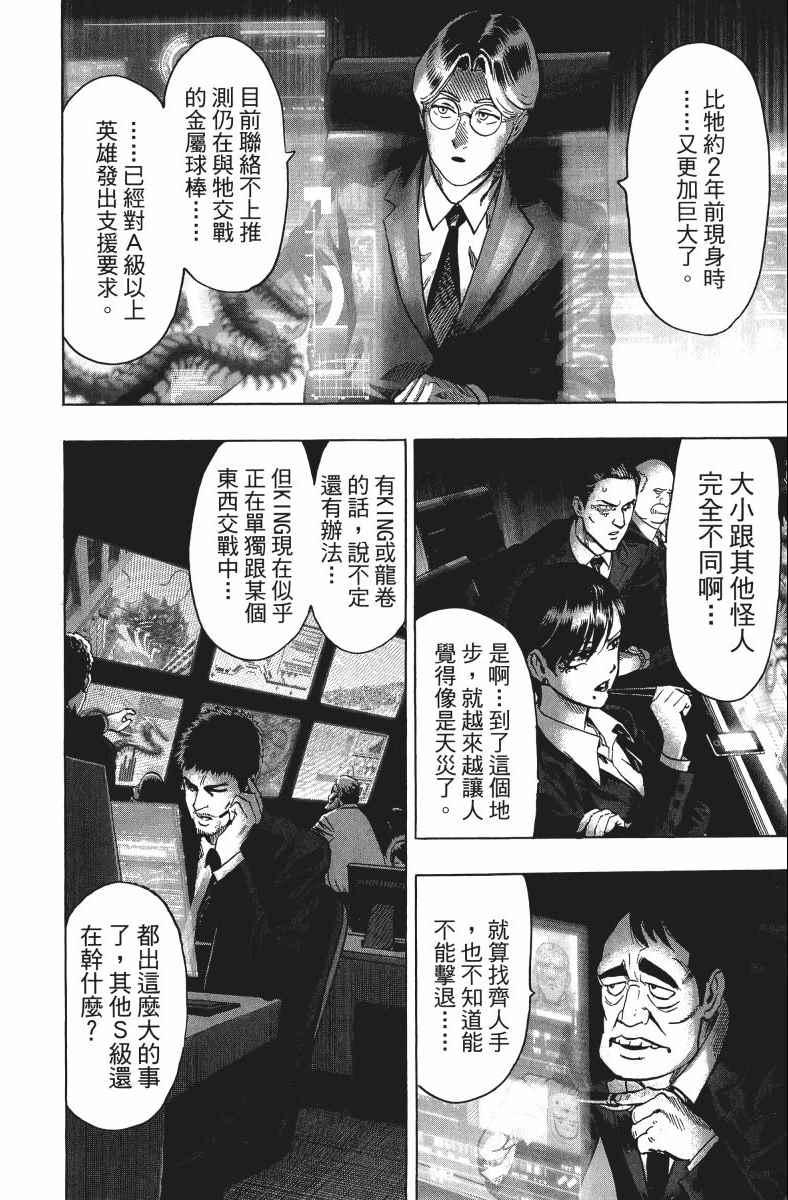 比牠約2年前現身時
……又更加巨大了。
目前聯絡不上推
測仍在與牠交戰
的金屬球棒……
……已經對A級以上
英雄發出支援要求。
大小跟其他怪人
完全不同啊…
是啊…到了這個地
步，就越來越讓人
覺得像是天災了。
有KING或龍卷
的話，說不定
還有辦法…
但KING現在似乎
正在單獨跟某個
東西交戰中…
就算找齊人手
，也不知道能
不能擊退……
都出這麼大的事
了，其他S級還
在幹什麼？